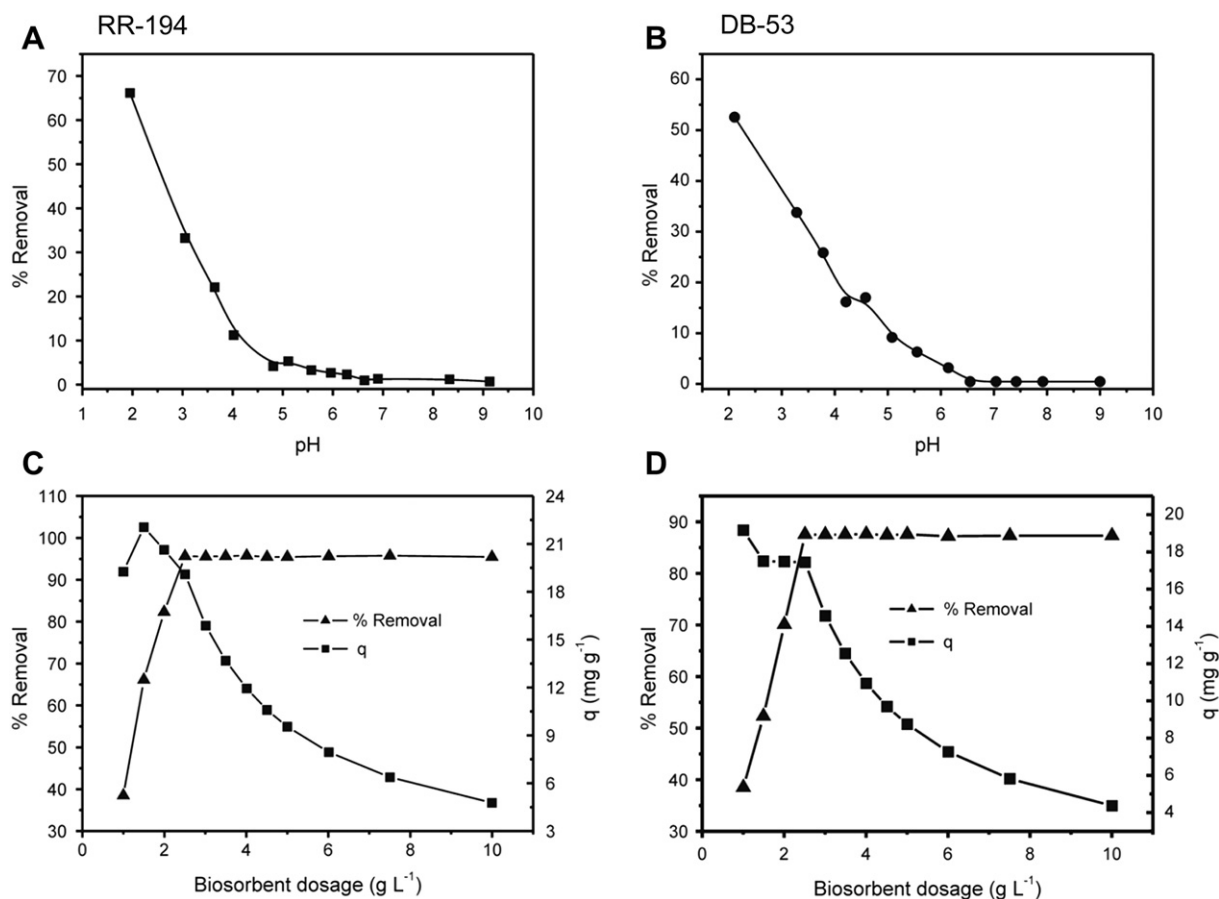 A RR-194
B DB-53
70
60
50
40
30
20
10
0
% Removal
1 2 3 4 5 6 7 8 9 10
pH
60
50
40
30
20
10
0
% Removal
2 3 4 5 6 7 8 9 10
pH
C
110
100
90
80
70
60
50
40
30
% Removal
24
21
18
15
12
9
6
3
q (mg g-1)
% Removal
q
0 2 4 6 8 10
Biosorbent dosage (g L-1)
D
90
80
70
60
50
40
30
% Removal
20
18
16
14
12
10
8
6
4
q (mg g-1)
% Removal
q
0 2 4 6 8 10
Biosorbent dosage (g L-1)